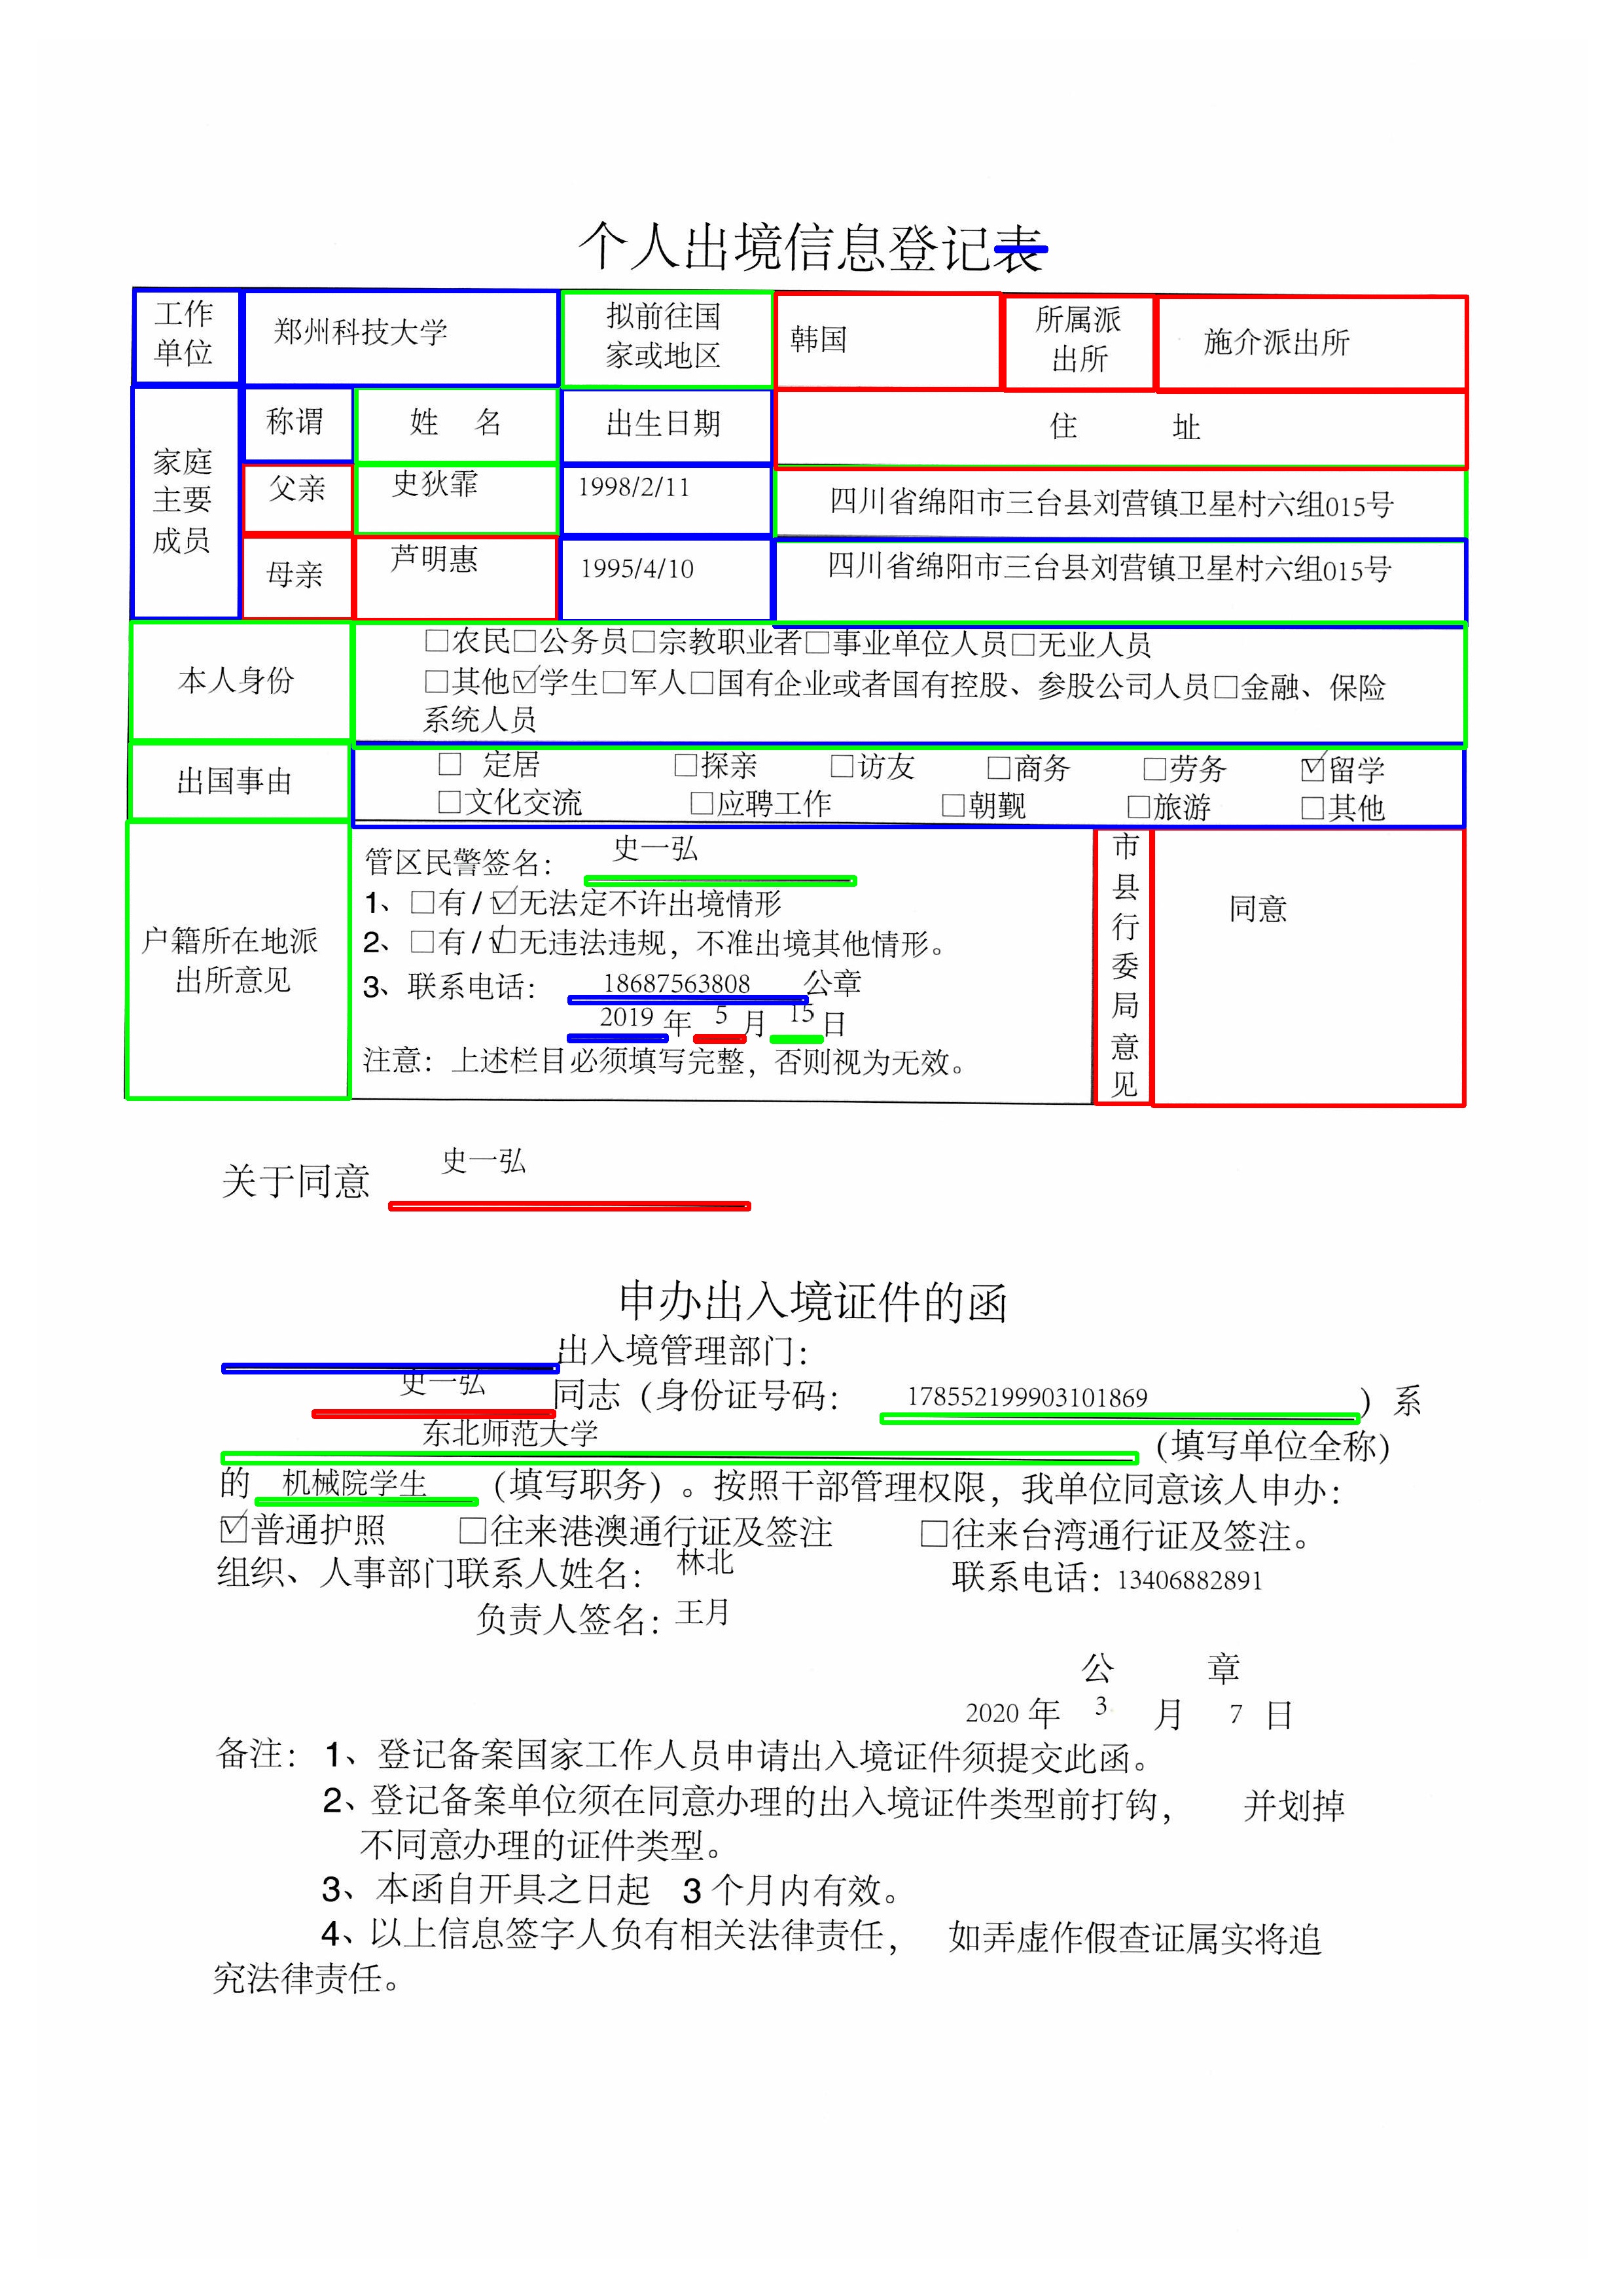 个人出境信息登记表
工作单位 郑州科技大学 拟前往国家或地区 韩国 所属派出所 施介派出所
家庭主要成员 称谓 姓 名 出生日期 住 址
父亲 史狄霏 1998/2/11 四川省绵阳市三台县刘营镇卫星村六组015号
母亲 芦明惠 1995/4/10 四川省绵阳市三台县刘营镇卫星村六组015号
本人身份 □农民□公务员□宗教职业者□事业单位人员□无业人员
□其他☑学生□军人□国有企业或者国有控股、参股公司人员□金融、保险
系统人员
出国事由 □ 定居 □探亲 □访友 □商务 □劳务 ☑留学
□文化交流 □应聘工作 □朝觐 □旅游 □其他
户籍所在地派出所意见
管区民警签名: 史一弘
1、□有/☑无法定不许出境情形
2、□有/☑无违法违规,不准出境其他情形。
3、联系电话: 18687563808 公章
2019 年 5 月 15 日
注意:上述栏目必须填写完整,否则视为无效。
市县行委局意见 同意
关于同意 史一弘
申办出入境证件的函
出入境管理部门:
史一弘 同志(身份证号码: 178552199903101869 )系
东北师范大学 (填写单位全称)
的 机械院学生 (填写职务)。按照干部管理权限,我单位同意该人申办:
☑普通护照 □往来港澳通行证及签注 □往来台湾通行证及签注。
组织、人事部门联系人姓名: 林北 联系电话:13406882891
负责人签名:王月
公 章
2020 年 3 月 7 日
备注: 1、登记备案国家工作人员申请出入境证件须提交此函。
2、登记备案单位须在同意办理的出入境证件类型前打钩, 并划掉
不同意办理的证件类型。
3、本函自开具之日起 3 个月内有效。
4、以上信息签字人负有相关法律责任, 如弄虚作假查证属实将追
究法律责任。